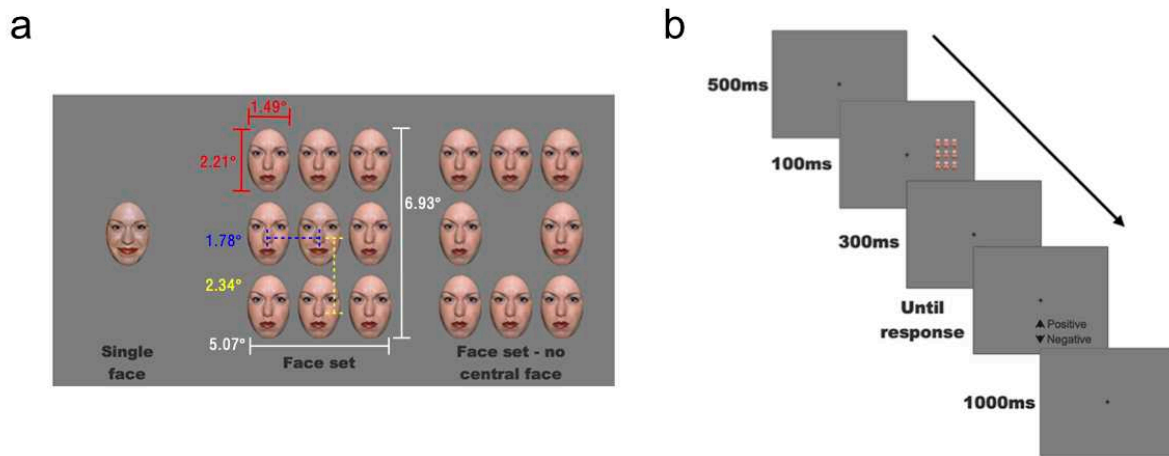 a
1.49°
2.21°
1.78°
2.34°
6.93°
5.07°
Single
face
Face set
Face set - no
central face
b
500ms
100ms
300ms
Until
response
▲ Positive
▼ Negative
1000ms